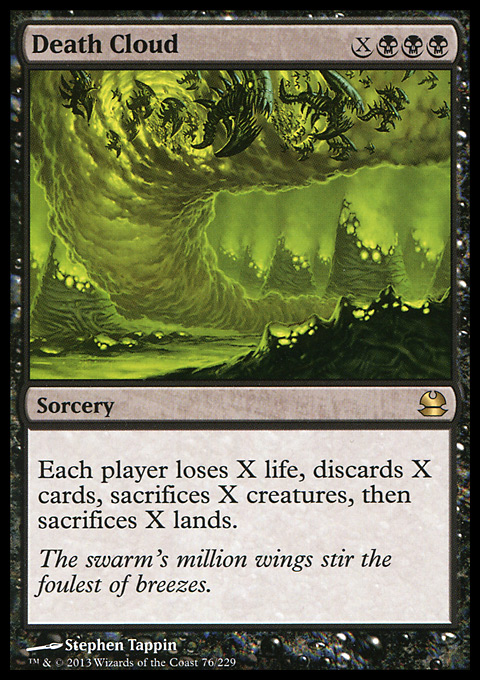 Death Cloud X
Sorcery
Each player loses X life, discards X
cards, sacrifices X creatures, then
sacrifices X lands.
The swarm's million wings stir the
foulest of breezes.
Stephen Tappin
™ & © 2013 Wizards of the Coast 76/229